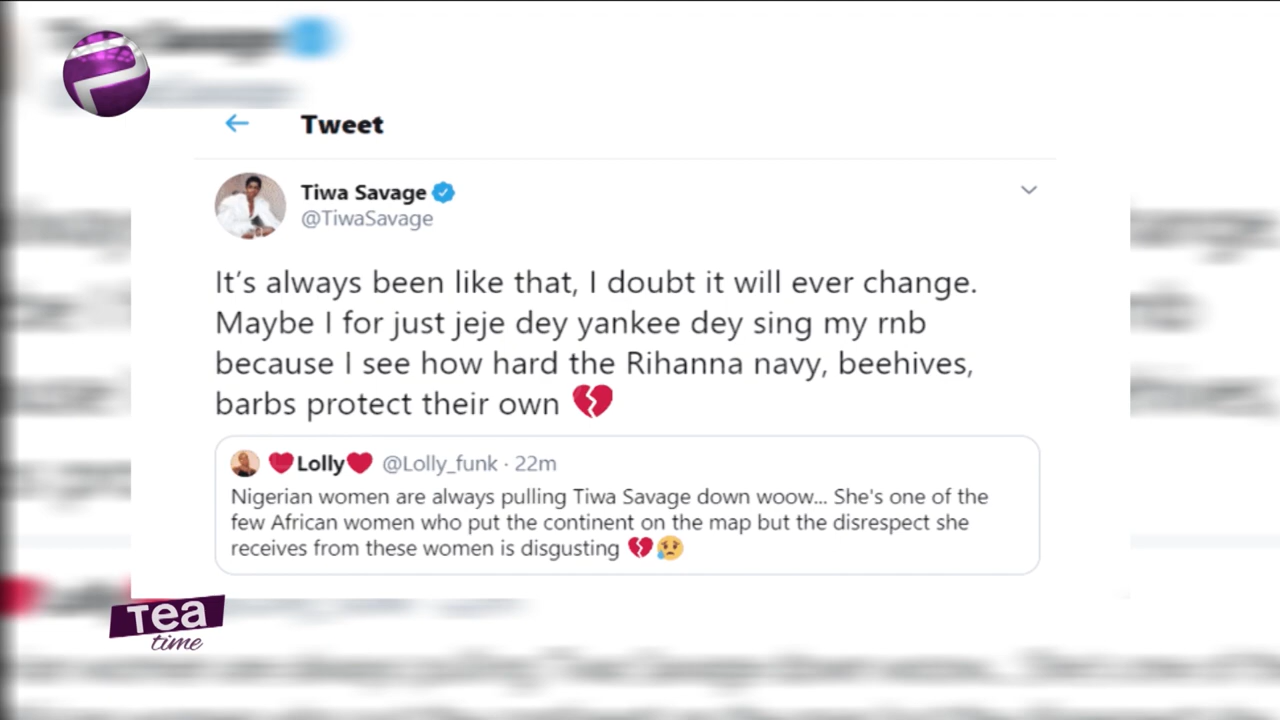 Tweet
Tiwa Savage
@TiwaSavage
It's always been like that, I doubt it will ever change.
Maybe I for just jeje dey yankee dey sing my rnb
because I see how hard the Rihanna navy, beehives,
barbs protect their own 💔
❤️Lolly❤️ @Lolly_funk · 22m
Nigerian women are always pulling Tiwa Savage down woow... She's one of the
few African women who put the continent on the map but the disrespect she
receives from these women is disgusting 💔😢
Tea
time